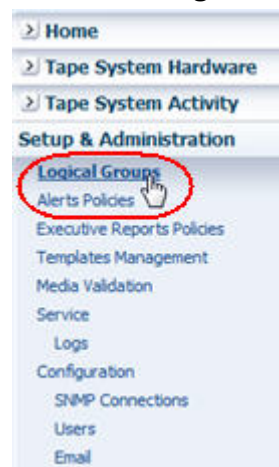 Home
Tape System Hardware
Tape System Activity
Setup & Administration
Logical Groups
Alerts Policies
Executive Reports Policies
Templates Management
Media Validation
Service
Logs
Configuration
SNMP Connections
Users
Email